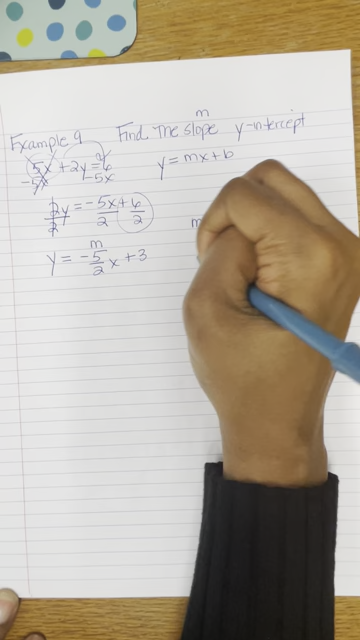 m
Example 9 Find The slope y-intercept
5x + 2y = 6 y = mx + b
-5x -5x
2y = -5x + 6
2 2 2
m
y = -5/2 x + 3
m